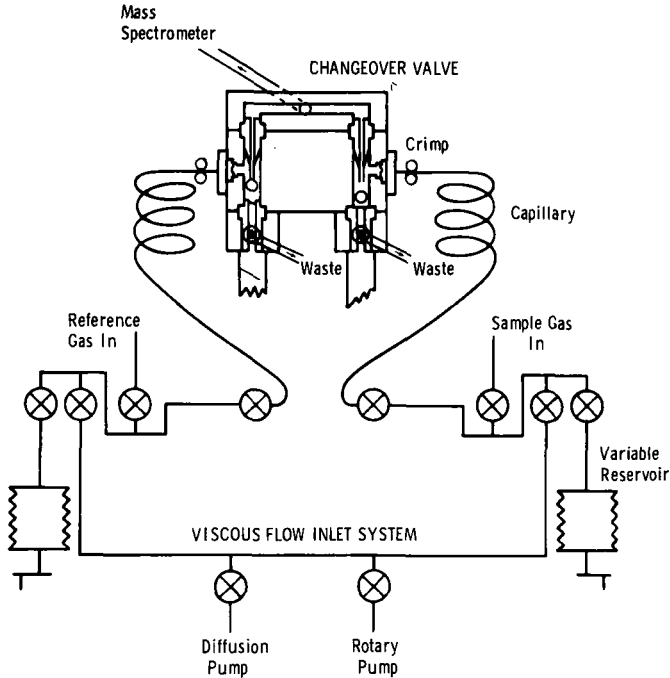 Mass
Spectrometer
CHANGEOVER VALVE
Crimp
Capillary
Waste
Waste
Reference
Gas In
Sample Gas
In
Variable
Reservoir
VISCOUS FLOW INLET SYSTEM
Diffusion
Pump
Rotary
Pump